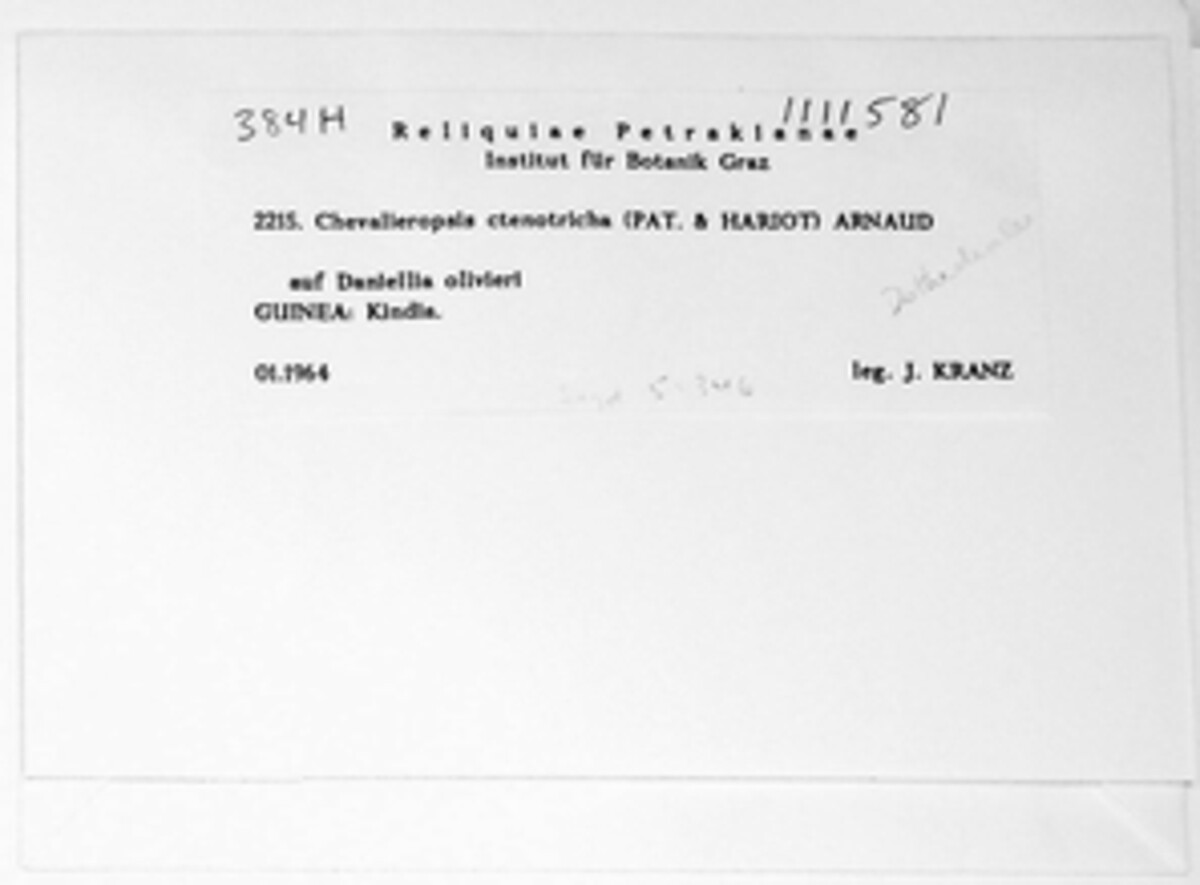 384H 1111581
Reliquiae Petrakianae
Institut für Botanik Graz
2215. Chevalieropsis ctenotricha (PAT. & HARIOT) ARNAUD
auf Daniellia olivieri
GUINEA: Kindia.
01.1964 leg. J. KRANZ